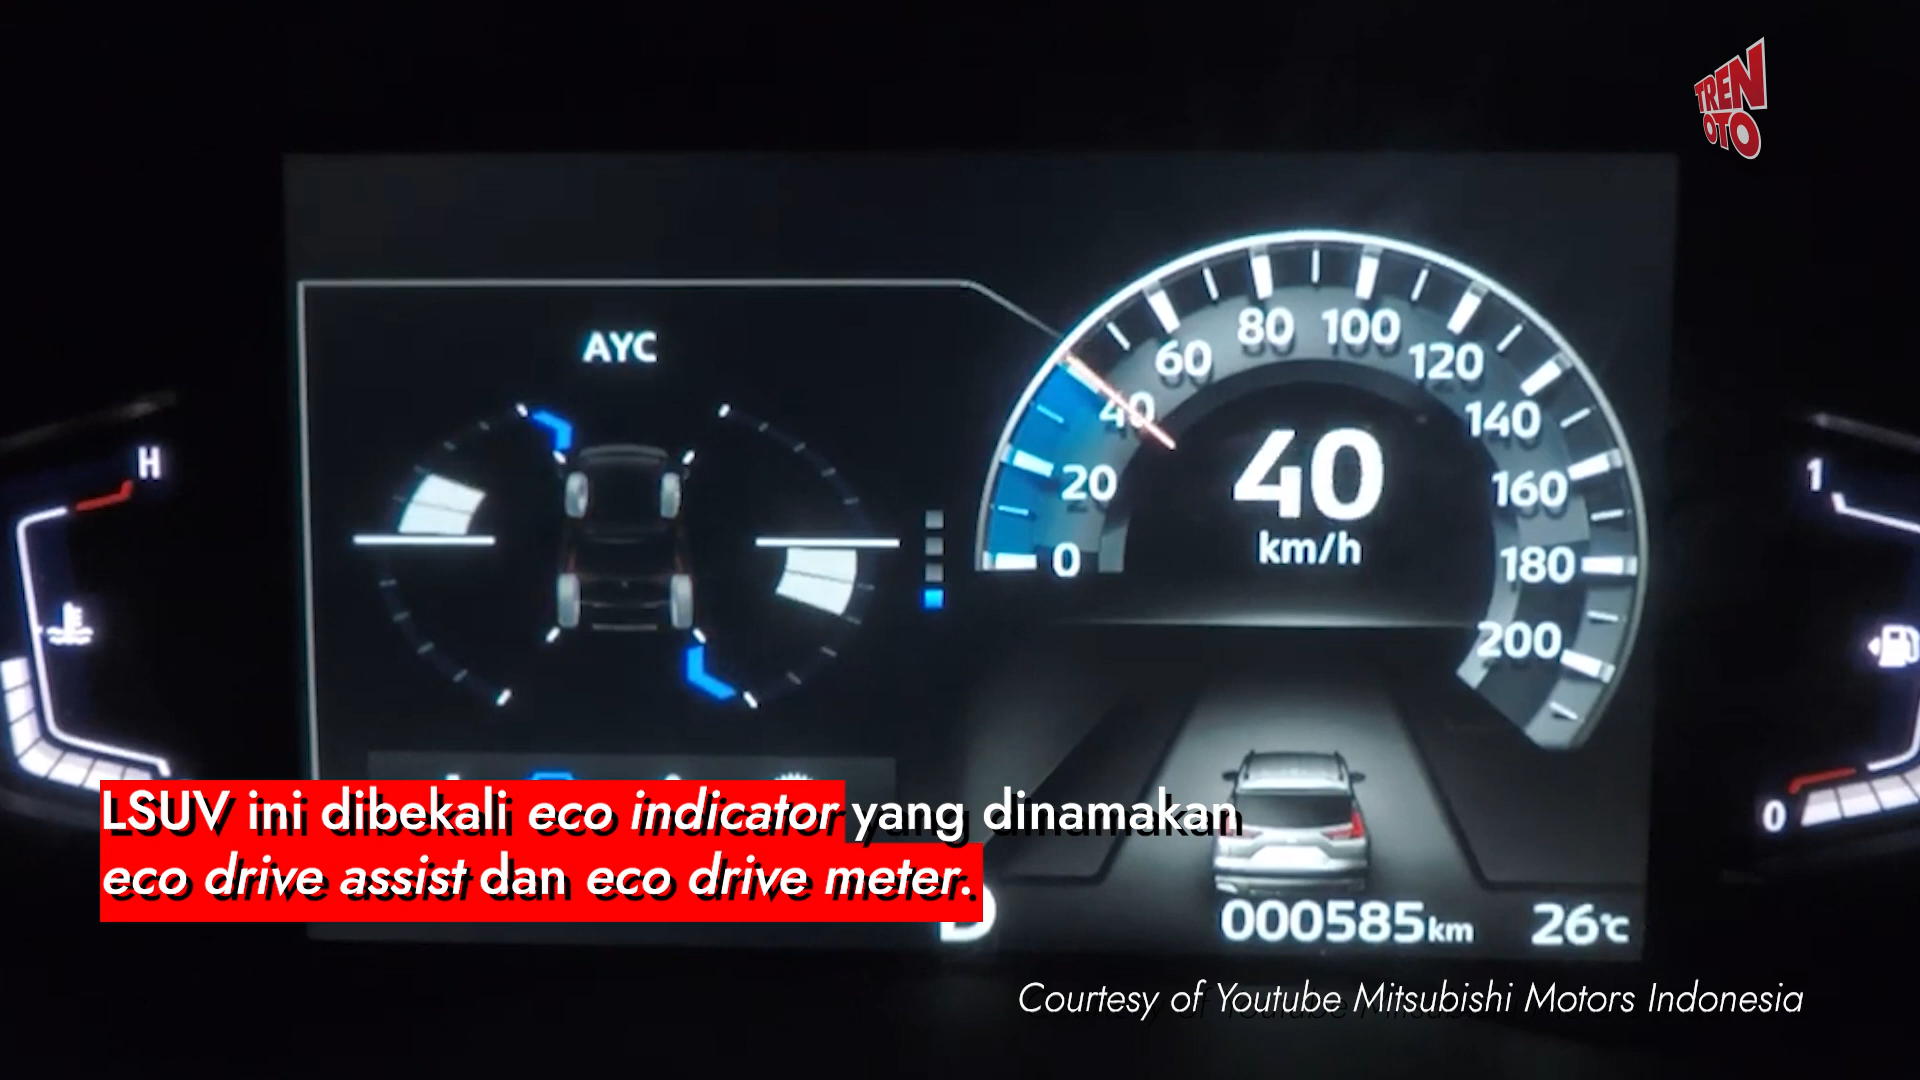 TREN
OTO
AYC
H
1
0
20
40
60
80
100
120
140
160
180
200
40
km/h
0
LSUV ini dibekali eco indicator yang dinamakan
eco drive assist dan eco drive meter.
D
000585km
26°C
Courtesy of Youtube Mitsubishi Motors Indonesia